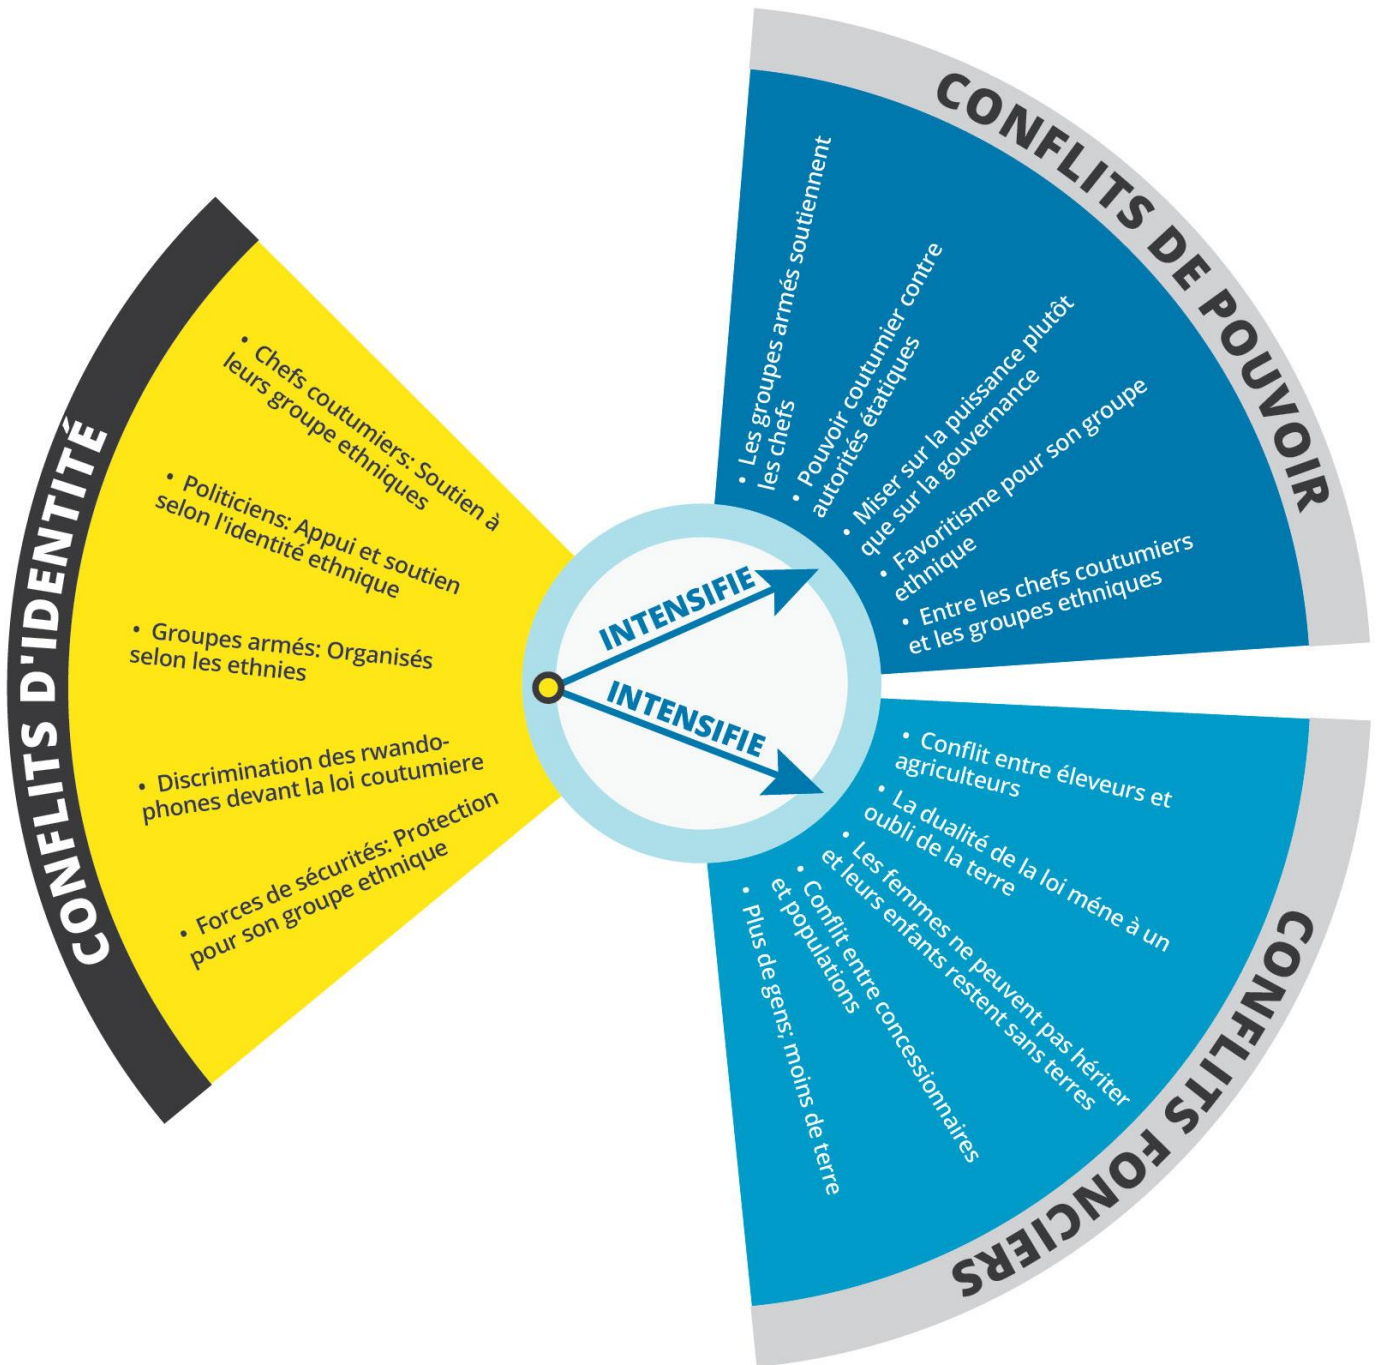 CONFLITS D'IDENTITÉ
• Chefs coutumiers: Soutien à
leurs groupe ethniques
• Politiciens: Appui et soutien
selon l'identité ethnique
• Groupes armés: Organisés
selon les ethnies
• Discrimination des rwando-
phones devant la loi coutumiere
• Forces de sécurités: Protection
pour son groupe ethnique
INTENSIFIE
INTENSIFIE
CONFLITS DE POUVOIR
• Les groupes armés soutiennent
les chefs
• Pouvoir coutumier contre
autorités étatiques
• Miser sur la puissance plutôt
que sur la gouvernance
• Favoritisme pour son groupe
ethnique
• Entre les chefs coutumiers
et les groupes ethniques
CONFLITS FONCIERS
• Conflit entre éleveurs et
agriculteurs
• La dualité de la loi méne à un
oubli de la terre
• Les femmes ne peuvent pas hériter
et leurs enfants restent sans terres
• Conflit entre concessionnaires
et populations
• Plus de gens; moins de terre